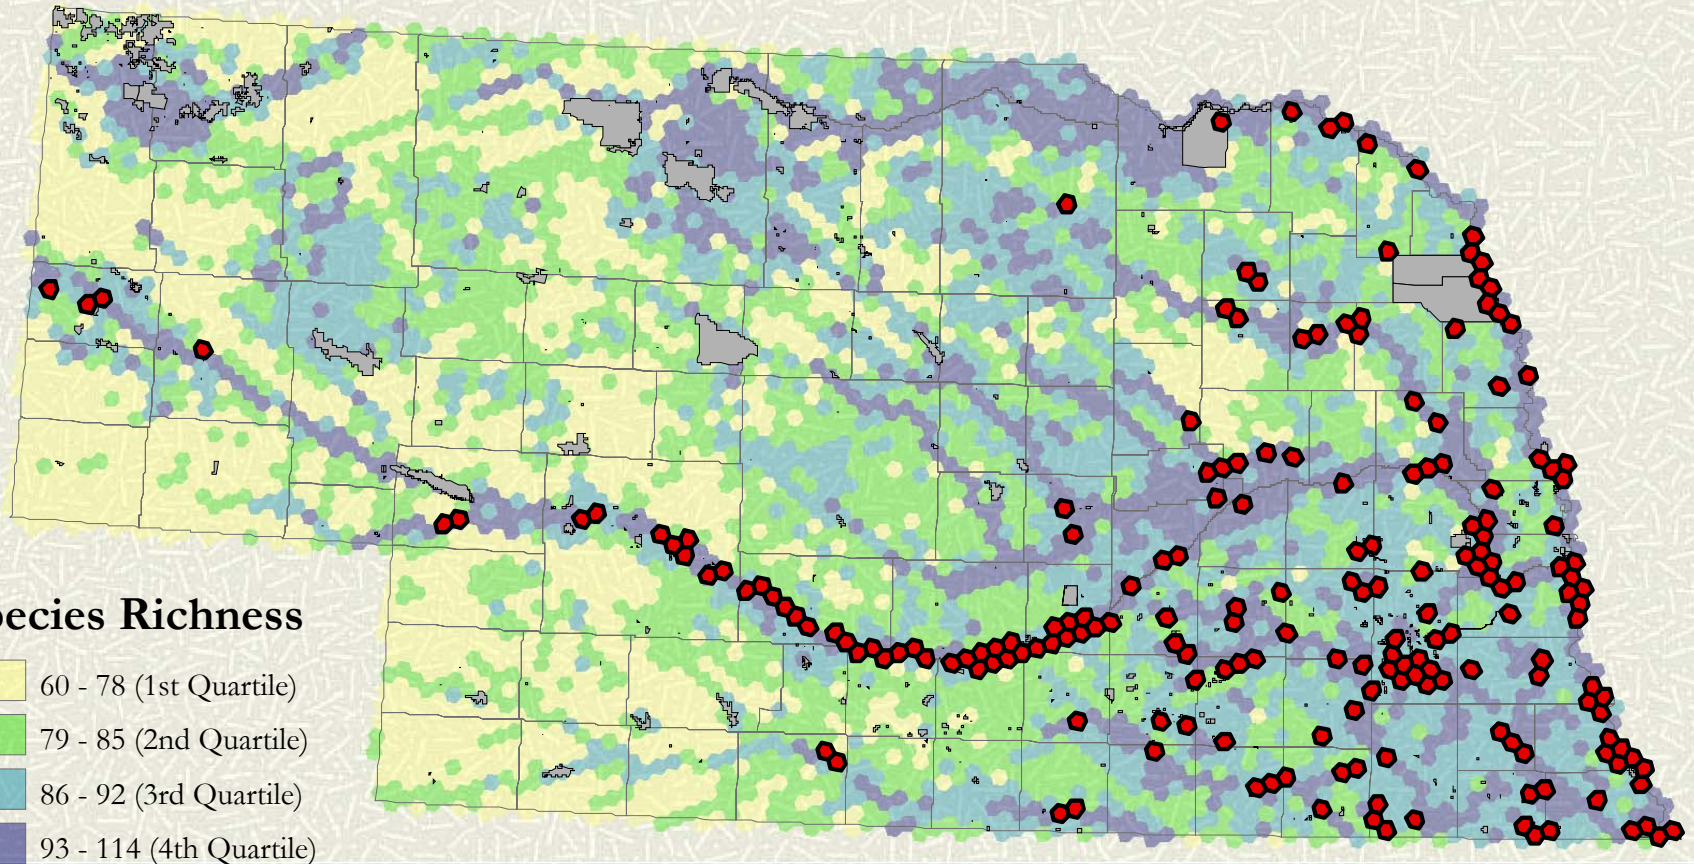 pecies Richness
60 - 78 (1st Quartile)
79 - 85 (2nd Quartile)
86 - 92 (3rd Quartile)
93 - 114 (4th Quartile)